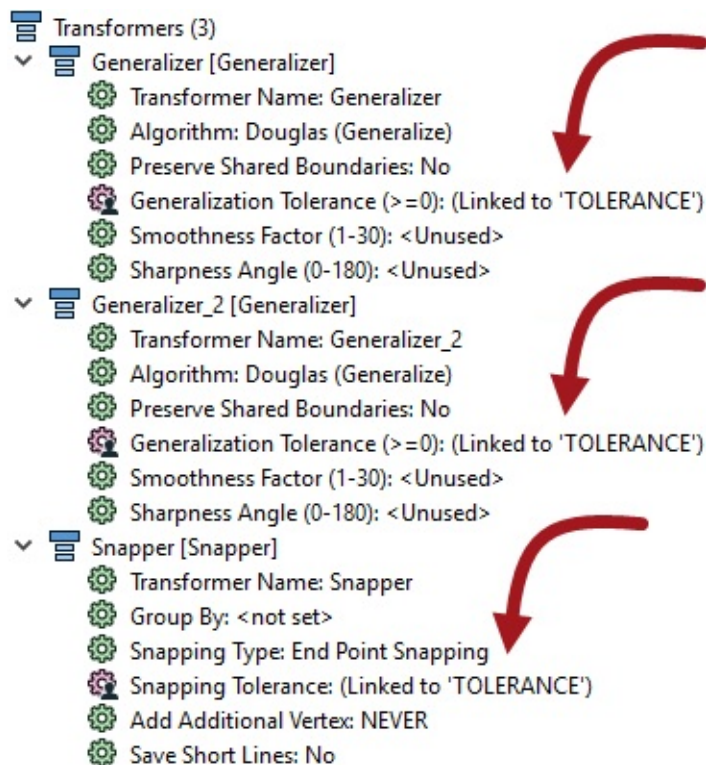 Transformers (3)
Generalizer [Generalizer]
Transformer Name: Generalizer
Algorithm: Douglas (Generalize)
Preserve Shared Boundaries: No
Generalization Tolerance (>=0): (Linked to 'TOLERANCE')
Smoothness Factor (1-30): <Unused>
Sharpness Angle (0-180): <Unused>
Generalizer_2 [Generalizer]
Transformer Name: Generalizer_2
Algorithm: Douglas (Generalize)
Preserve Shared Boundaries: No
Generalization Tolerance (>=0): (Linked to 'TOLERANCE')
Smoothness Factor (1-30): <Unused>
Sharpness Angle (0-180): <Unused>
Snapper [Snapper]
Transformer Name: Snapper
Group By: <not set>
Snapping Type: End Point Snapping
Snapping Tolerance: (Linked to 'TOLERANCE')
Add Additional Vertex: NEVER
Save Short Lines: No